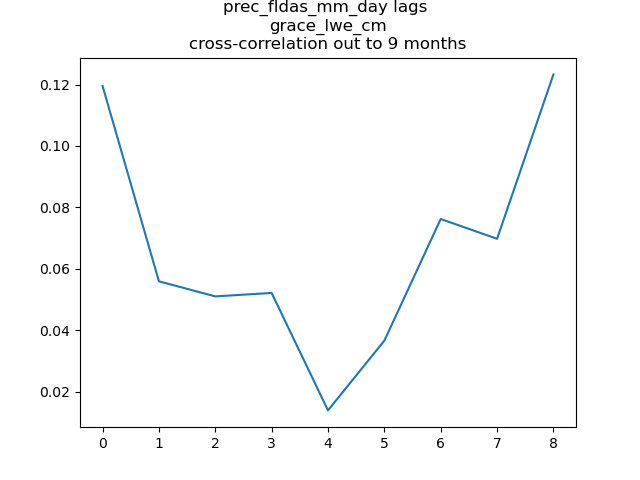 prec_fldas_mm_day lags
grace_lwe_cm
cross-correlation out to 9 months
0.12
0.10
0.08
0.06
0.04
0.02
0 1 2 3 4 5 6 7 8